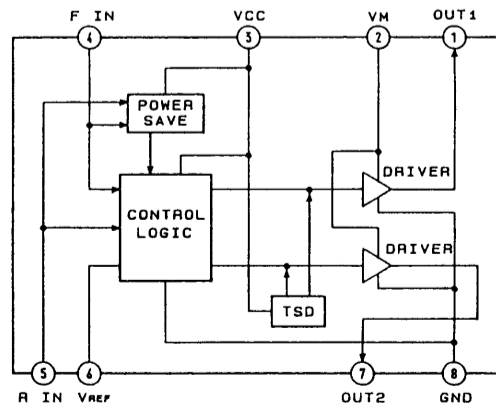 F IN VCC VM OUT1
4 3 2 1
POWER
SAVE
DRIVER
CONTROL
LOGIC
DRIVER
TSD
5 6 7 8
R IN VREF OUT2 GND